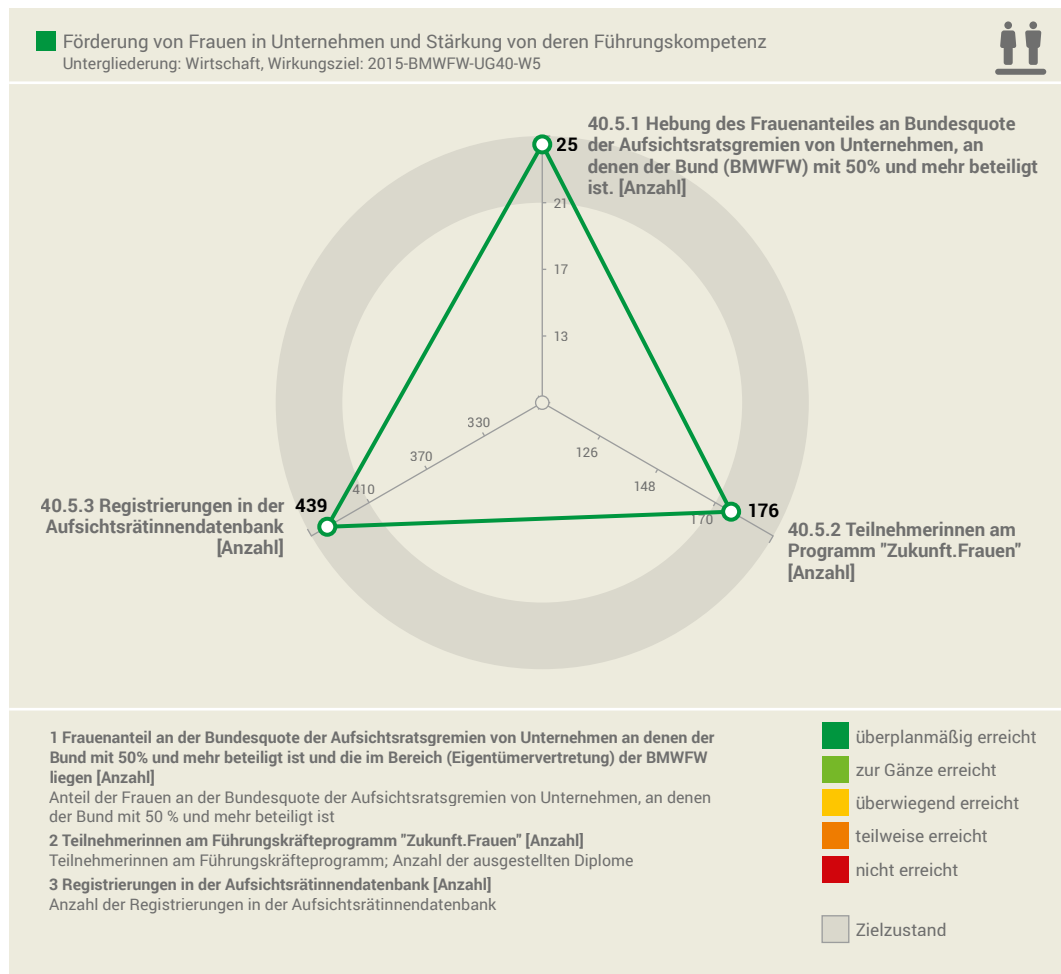 Förderung von Frauen in Unternehmen und Stärkung von deren Führungskompetenz
Untergliederung: Wirtschaft, Wirkungsziel: 2015-BMWFW-UG40-W5
40.5.1 Hebung des Frauenanteiles an Bundesquote
der Aufsichtsratsgremien von Unternehmen, an
denen der Bund (BMWFW) mit 50% und mehr beteiligt
ist. [Anzahl]
25
21
17
13
330
370
410
439
40.5.3 Registrierungen in der
Aufsichtsrätinnendatenbank
[Anzahl]
126
148
170
176
40.5.2 Teilnehmerinnen am
Programm "Zukunft.Frauen"
[Anzahl]
1 Frauenanteil an der Bundesquote der Aufsichtsratsgremien von Unternehmen an denen der
Bund mit 50% und mehr beteiligt ist und die im Bereich (Eigentümervertretung) der BMWFW
liegen [Anzahl]
Anteil der Frauen an der Bundesquote der Aufsichtsratsgremien von Unternehmen, an denen
der Bund mit 50 % und mehr beteiligt ist
2 Teilnehmerinnen am Führungskräfteprogramm "Zukunft.Frauen" [Anzahl]
Teilnehmerinnen am Führungskräfteprogramm; Anzahl der ausgestellten Diplome
3 Registrierungen in der Aufsichtsrätinnendatenbank [Anzahl]
Anzahl der Registrierungen in der Aufsichtsrätinnendatenbank
überplanmäßig erreicht
zur Gänze erreicht
überwiegend erreicht
teilweise erreicht
nicht erreicht
Zielzustand